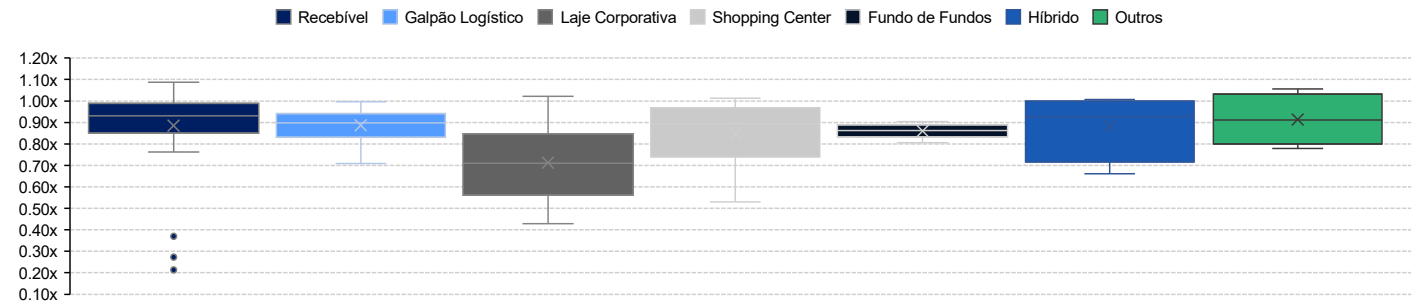 Recebível Galpão Logístico Laje Corporativa Shopping Center Fundo de Fundos Híbrido Outros
1.20x
1.10x
1.00x
0.90x
0.80x
0.70x
0.60x
0.50x
0.40x
0.30x
0.20x
0.10x